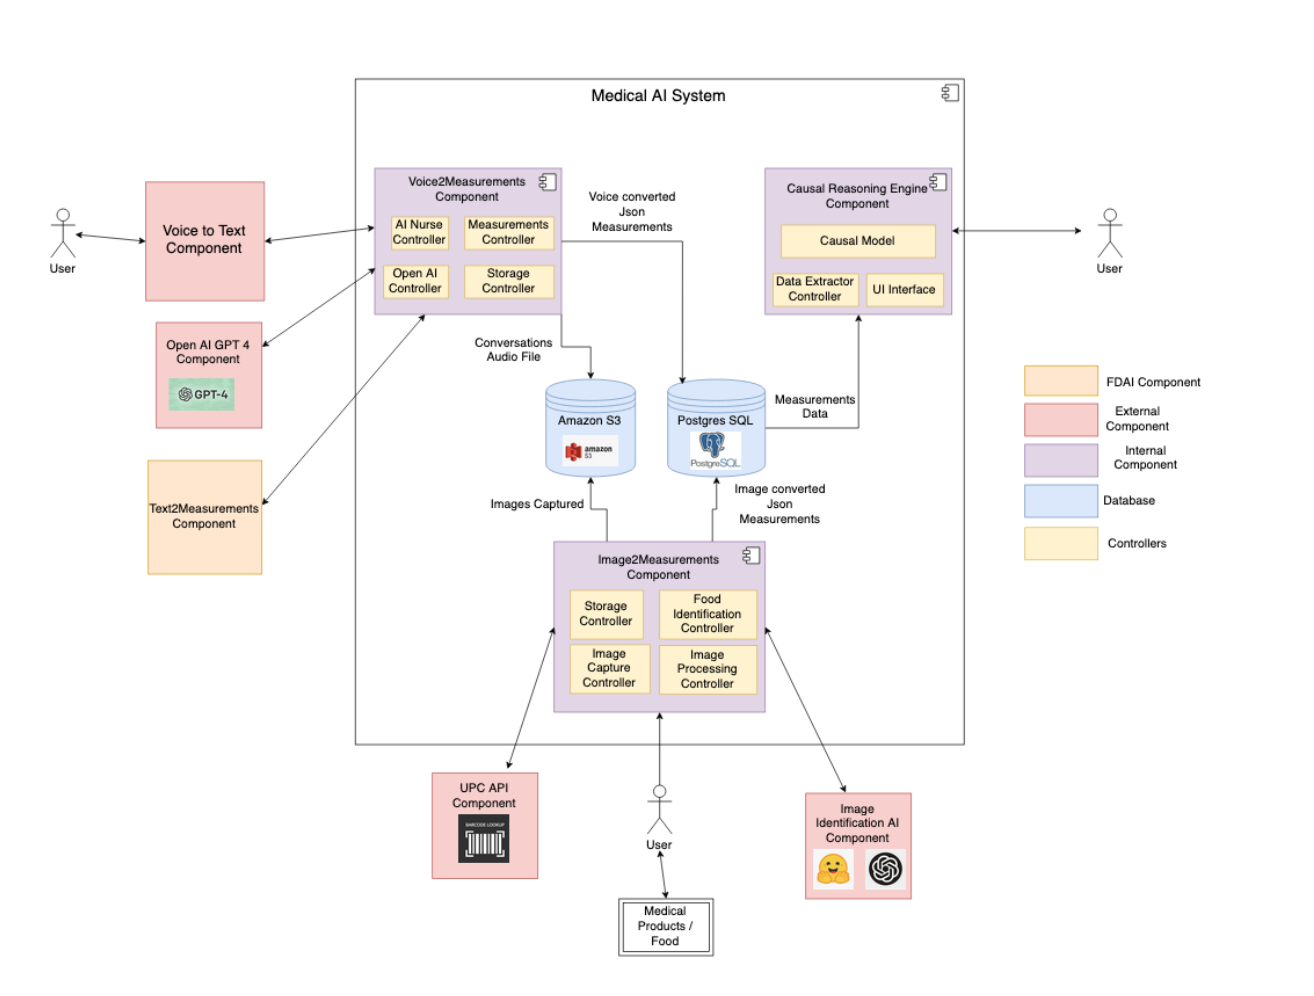 Medical AI System
Voice2Measurements
Component
AI Nurse
Controller
Measurements
Controller
Open AI
Controller
Storage
Controller
Voice converted
Json
Measurements
Causal Reasoning Engine
Component
Causal Model
Data Extractor
Controller
UI Interface
User
Voice to Text
Component
User
Open AI GPT 4
Component
GPT-4
Conversations
Audio File
Amazon S3
amazon
S3
Postgres SQL
PostgreSQL
Measurements
Data
FDAI Component
External
Component
Internal
Component
Database
Controllers
Text2Measurements
Component
Images Captured
Image converted
Json
Measurements
Image2Measurements
Component
Storage
Controller
Food
Identification
Controller
Image
Capture
Controller
Image
Processing
Controller
UPC API
Component
BARCODE LOOKUP
User
Image
Identification AI
Component
Medical
Products /
Food